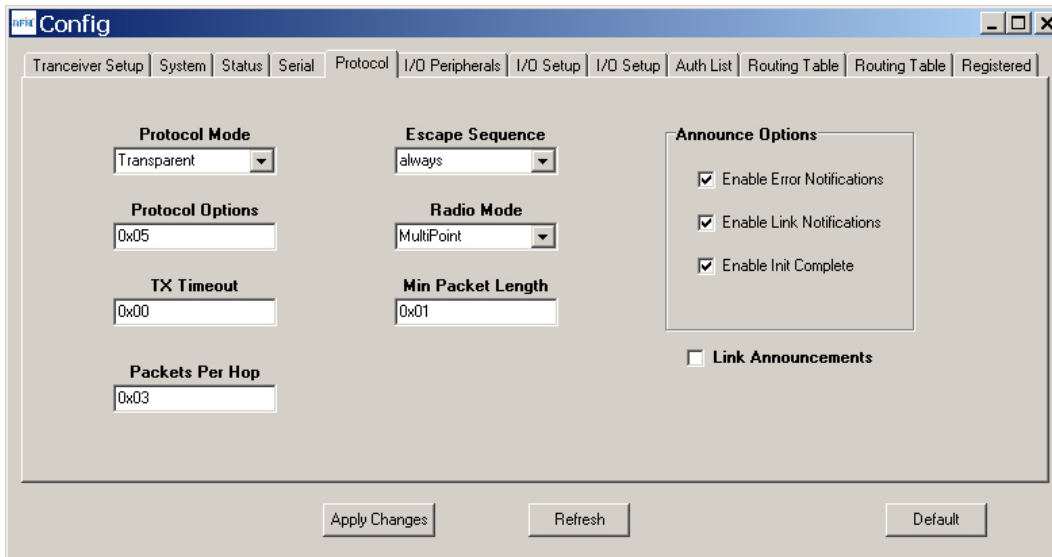 RFIC Config
Tranceiver Setup System Status Serial Protocol I/O Peripherals I/O Setup I/O Setup Auth List Routing Table Routing Table Registered
Protocol Mode Escape Sequence Announce Options
Transparent always
Enable Error Notifications
Protocol Options Radio Mode
0x05 MultiPoint Enable Link Notifications
Enable Init Complete
TX Timeout Min Packet Length
0x00 0x01
Link Announcements
Packets Per Hop
0x03
Apply Changes Refresh Default